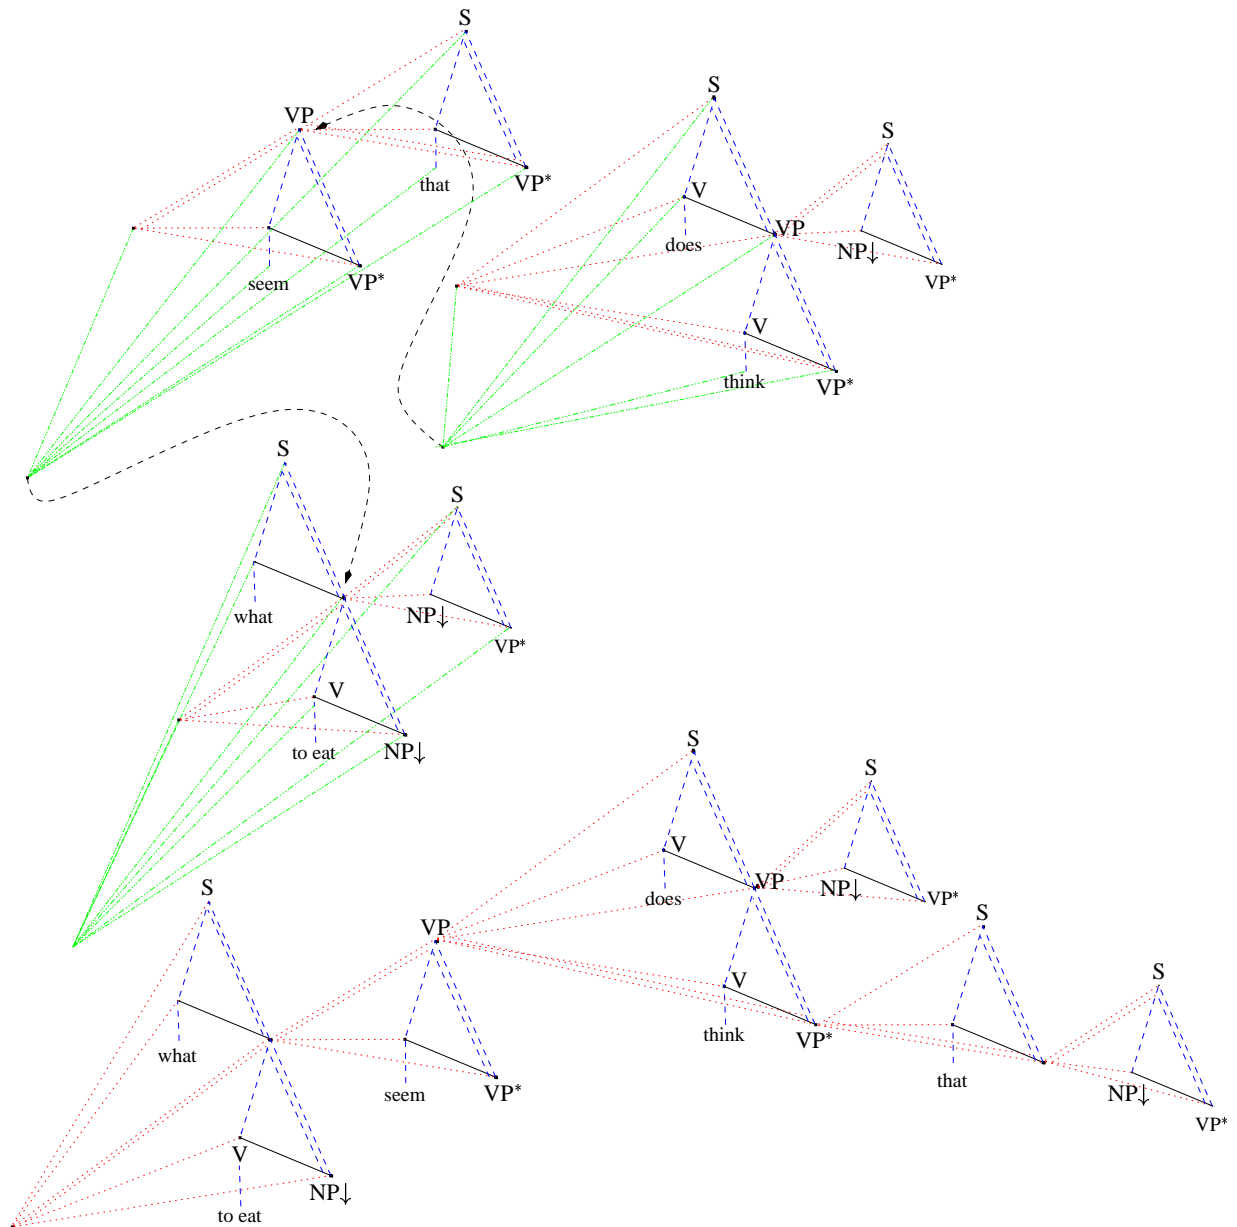 S
VP
that
VP*
seem
VP*
S
S
V
VP
does
NP↓
VP*
V
think
VP*
S
S
what
NP↓
VP*
V
to eat
NP↓
S
S
V
VP
does
NP↓
VP*
S
VP
S
S
what
V
think
VP*
seem
VP*
that
NP↓
VP*
V
NP↓
to eat